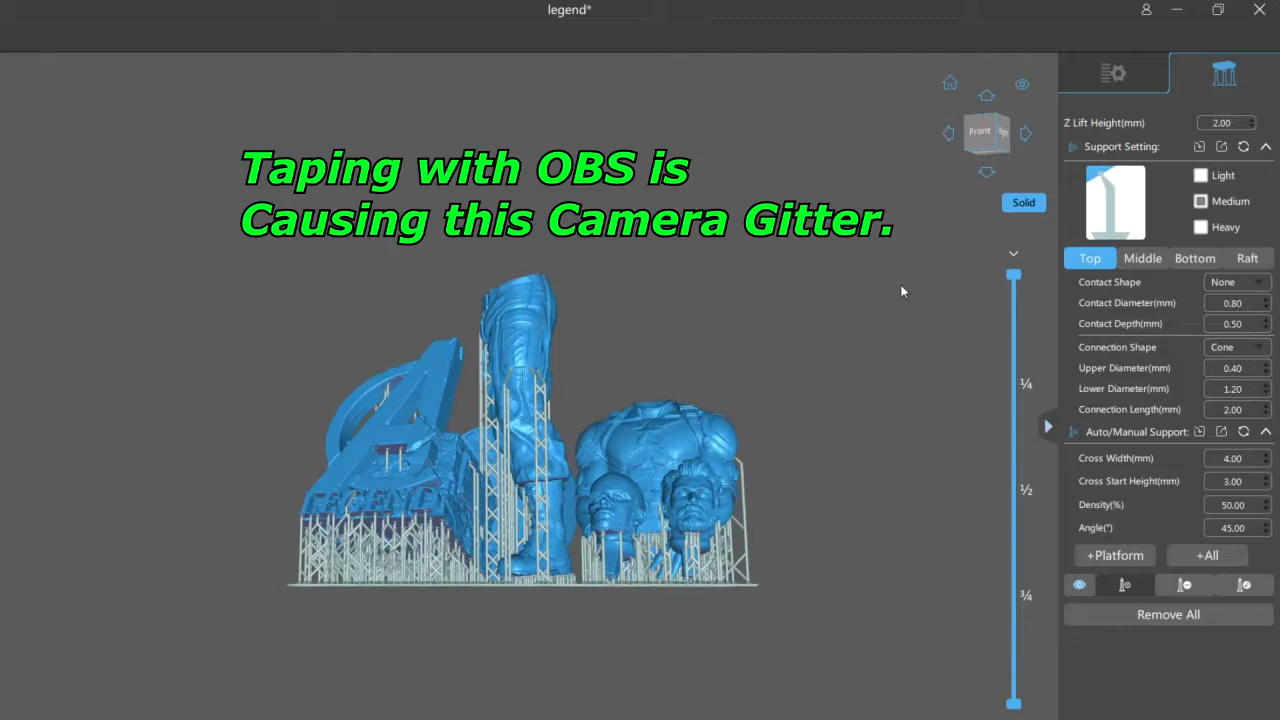 legend*
Taping with OBS is
Causing this Camera Gitter.
Front
Solid
¼
½
¾
Z Lift Height(mm) 2.00
Support Setting:
Light
Medium
Heavy
Top Middle Bottom Raft
Contact Shape None
Contact Diameter(mm) 0.80
Contact Depth(mm) 0.50
Connection Shape Cone
Upper Diameter(mm) 0.40
Lower Diameter(mm) 1.20
Connection Length(mm) 2.00
Auto/Manual Support:
Cross Width(mm) 4.00
Cross Start Height(mm) 3.00
Density(%) 50.00
Angle(°) 45.00
+Platform +All
Remove All